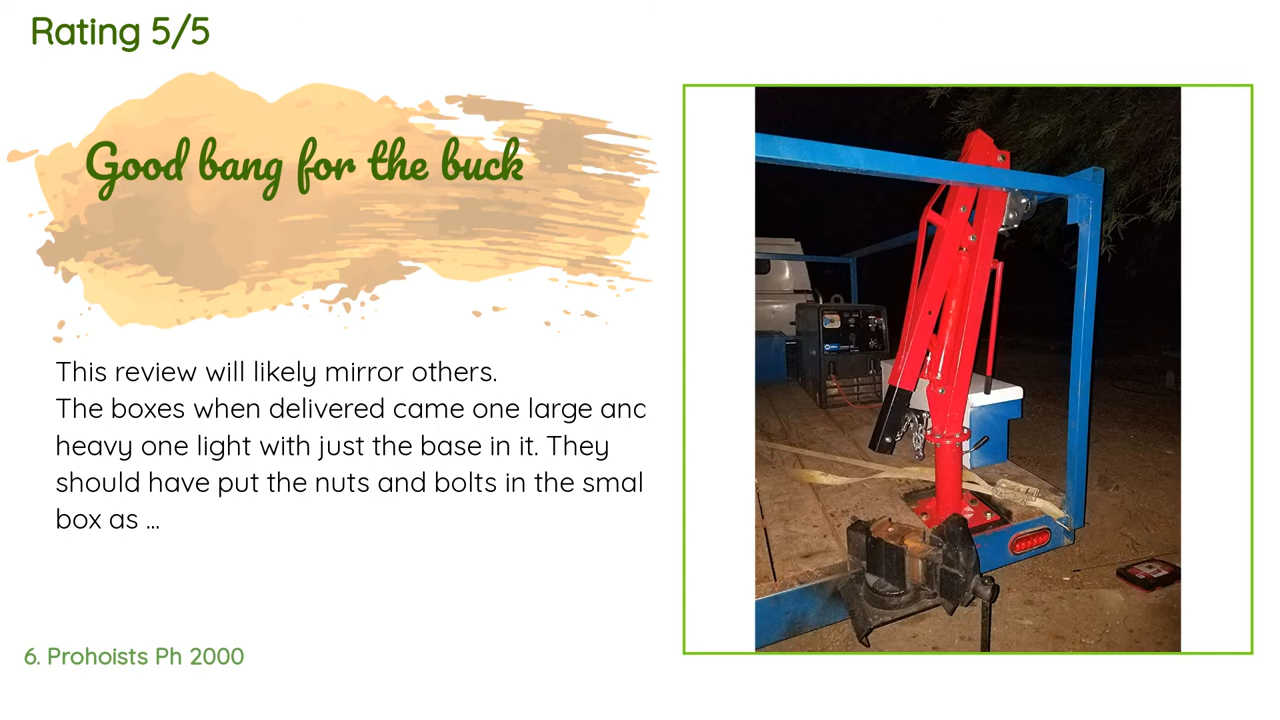 Rating 5/5
Good bang for the buck
This review will likely mirror others.
The boxes when delivered came one large anc
heavy one light with just the base in it. They
should have put the nuts and bolts in the smal
box as ...
6. Prohoists Ph 2000